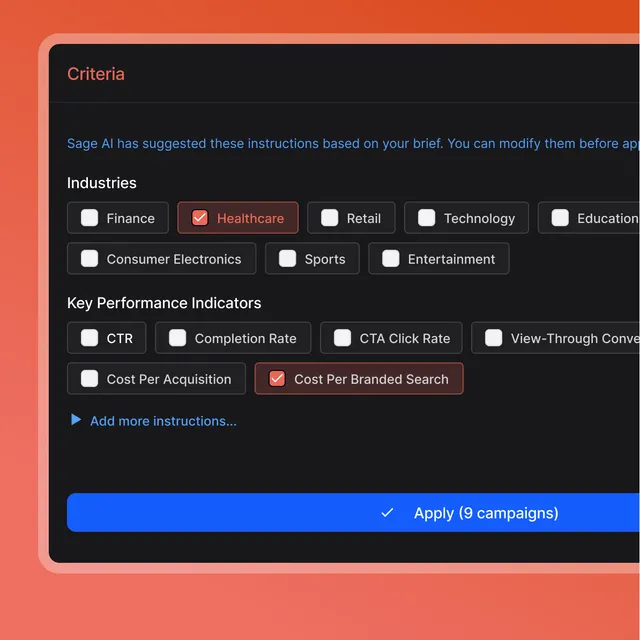 Criteria
Sage AI has suggested these instructions based on your brief. You can modify them before
Industries
Finance Healthcare Retail Technology Education
Consumer Electronics Sports Entertainment
Key Performance Indicators
CTR Completion Rate CTA Click Rate View-Through
Cost Per Acquisition Cost Per Branded Search
Add more instructions...
Apply (9 campaigns)